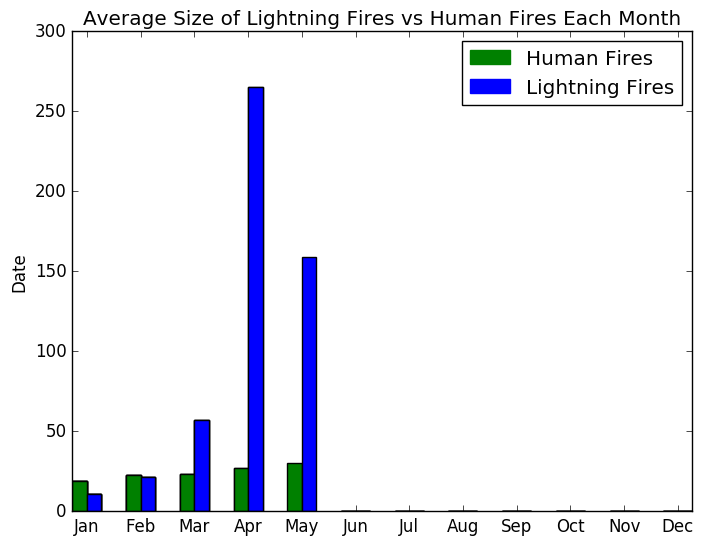 Average Size of Lightning Fires vs Human Fires Each Month
300
Human Fires
Lightning Fires
250
200
150
Date
100
50
0
Jan Feb Mar Apr May Jun Jul Aug Sep Oct Nov Dec